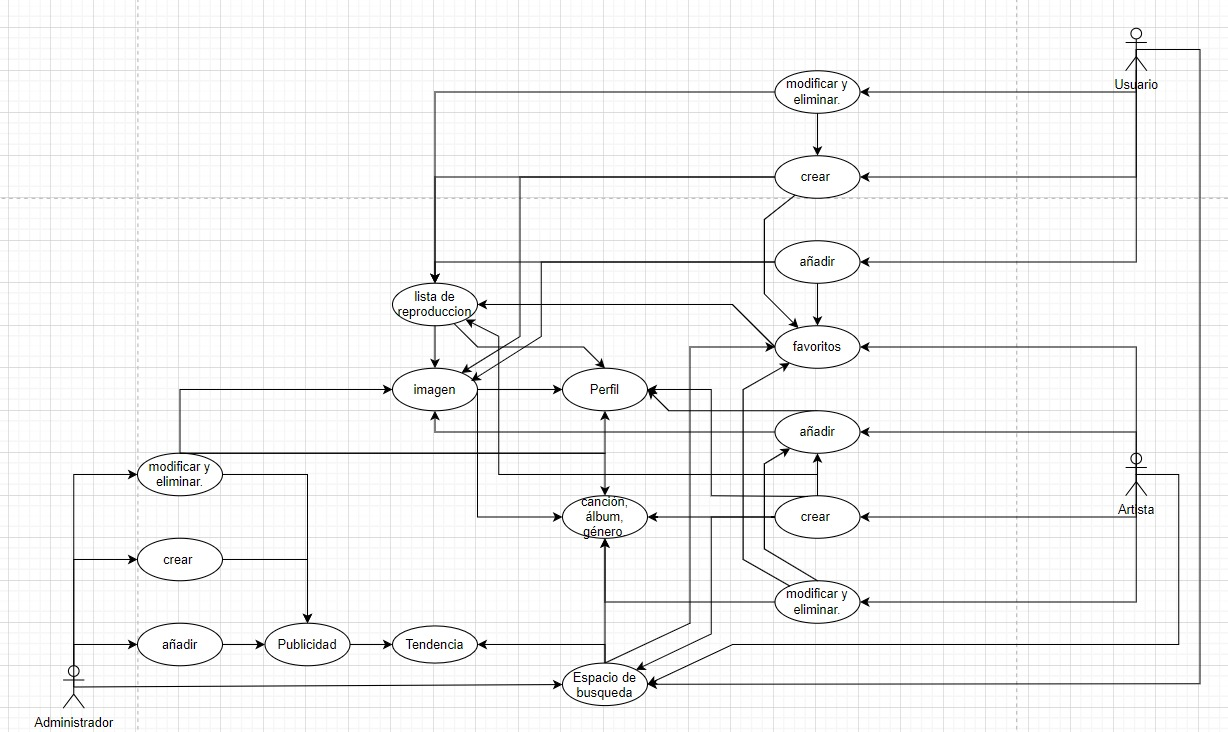 Usuario
modificar y
eliminar.
crear
añadir
lista de
reproduccion
favoritos
imagen
Perfil
añadir
modificar y
eliminar.
canción,
álbum,
género
crear
Artista
crear
modificar y
eliminar.
añadir
Publicidad
Tendencia
Espacio de
busqueda
Administrador